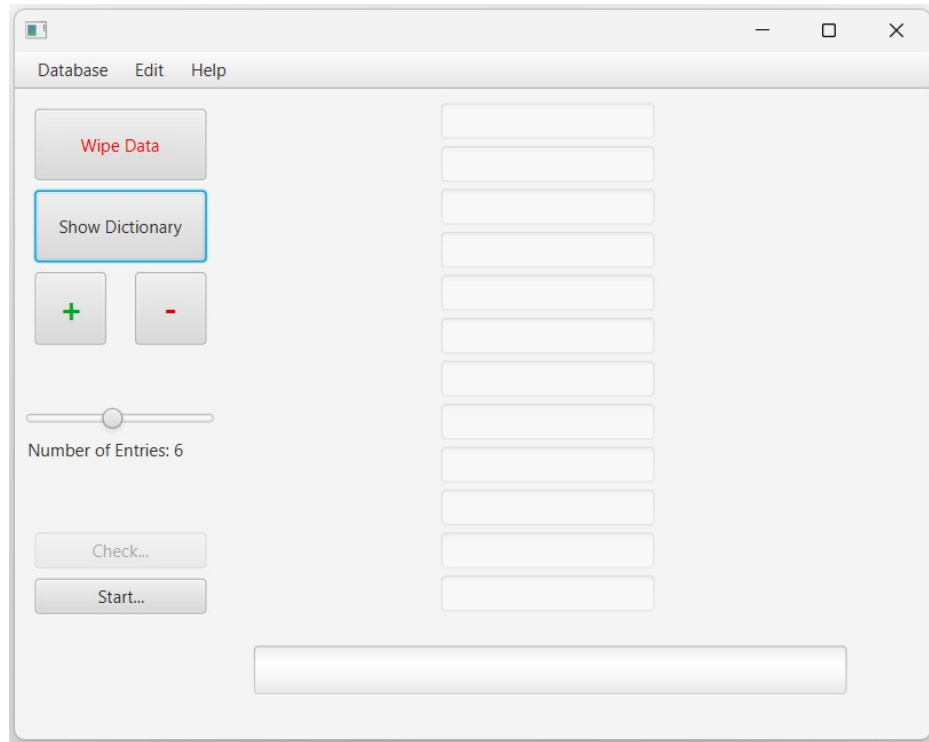 Database Edit Help
Wipe Data
Show Dictionary
+ -
Number of Entries: 6
Check...
Start...